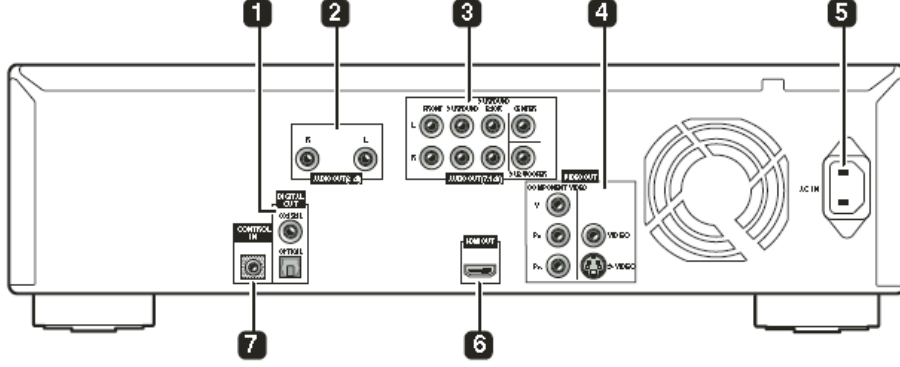 1 2 3 4 5
FRONT SURROUND SURROUND BACK CENTER
L
R L
R
SUBWOOFER
AUDIO OUT(2 ch) AUDIO OUT(7.1 ch) VIDEO OUT
DIGITAL OUT
COMPONENT VIDEO
AC IN
Y
COAXIAL
CONTROL IN
PB VIDEO
HDMI OUT
OPTICAL
PR S-VIDEO
7 6